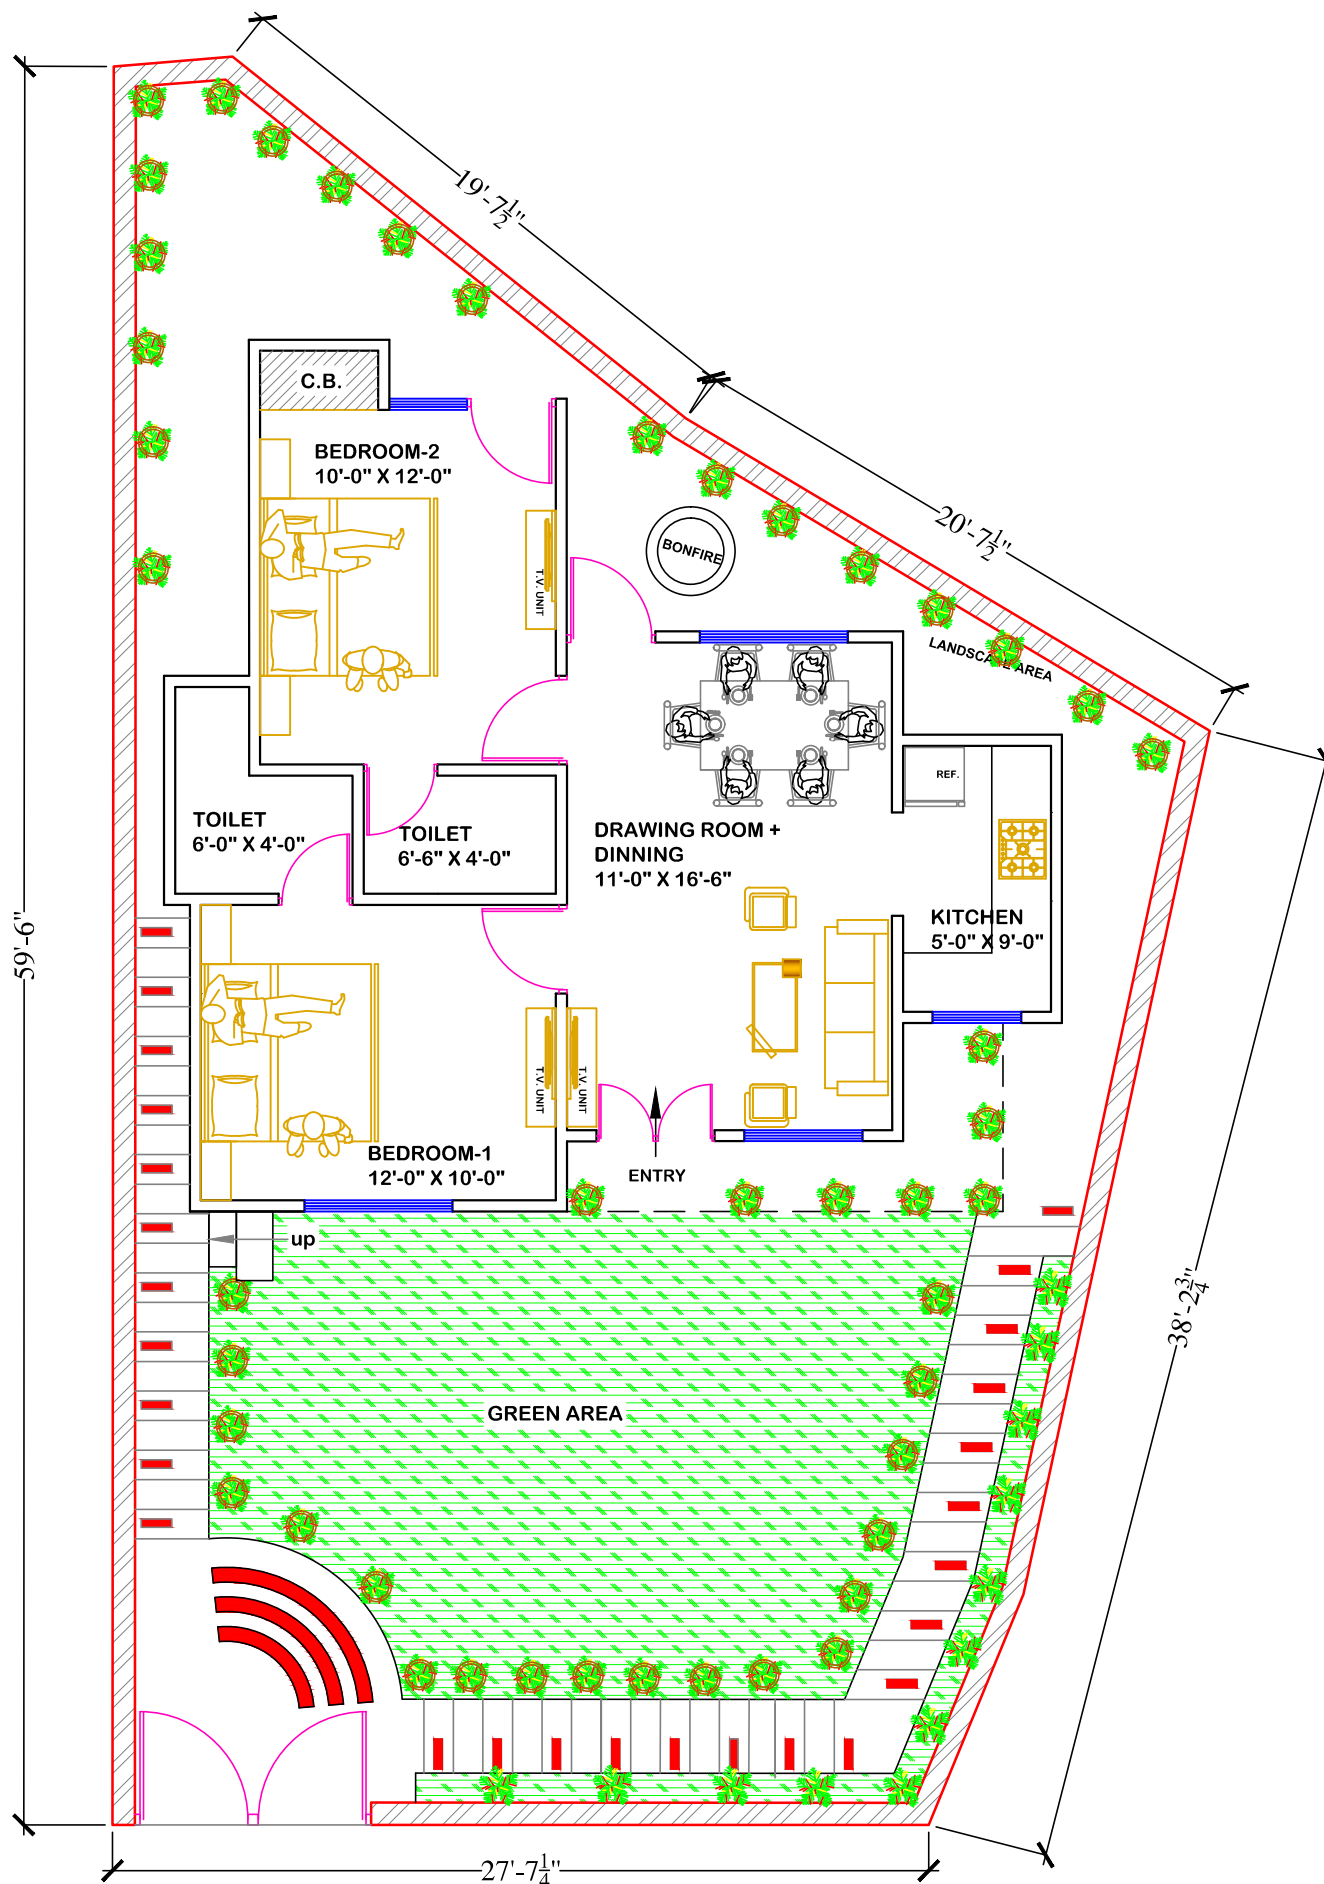 19'-7½"
C.B.
BEDROOM-2
10'-0" X 12'-0"
20'-7½"
BONFIRE
T.V. UNIT
LANDSCAPE AREA
REF.
TOILET
6'-0" X 4'-0"
TOILET
6'-6" X 4'-0"
DRAWING ROOM +
DINNING
11'-0" X 16'-6"
KITCHEN
5'-0" X 9'-0"
59'-6"
T.V. UNIT
T.V. UNIT
BEDROOM-1
12'-0" X 10'-0"
ENTRY
up
38'-2¾"
GREEN AREA
27'-7¼"